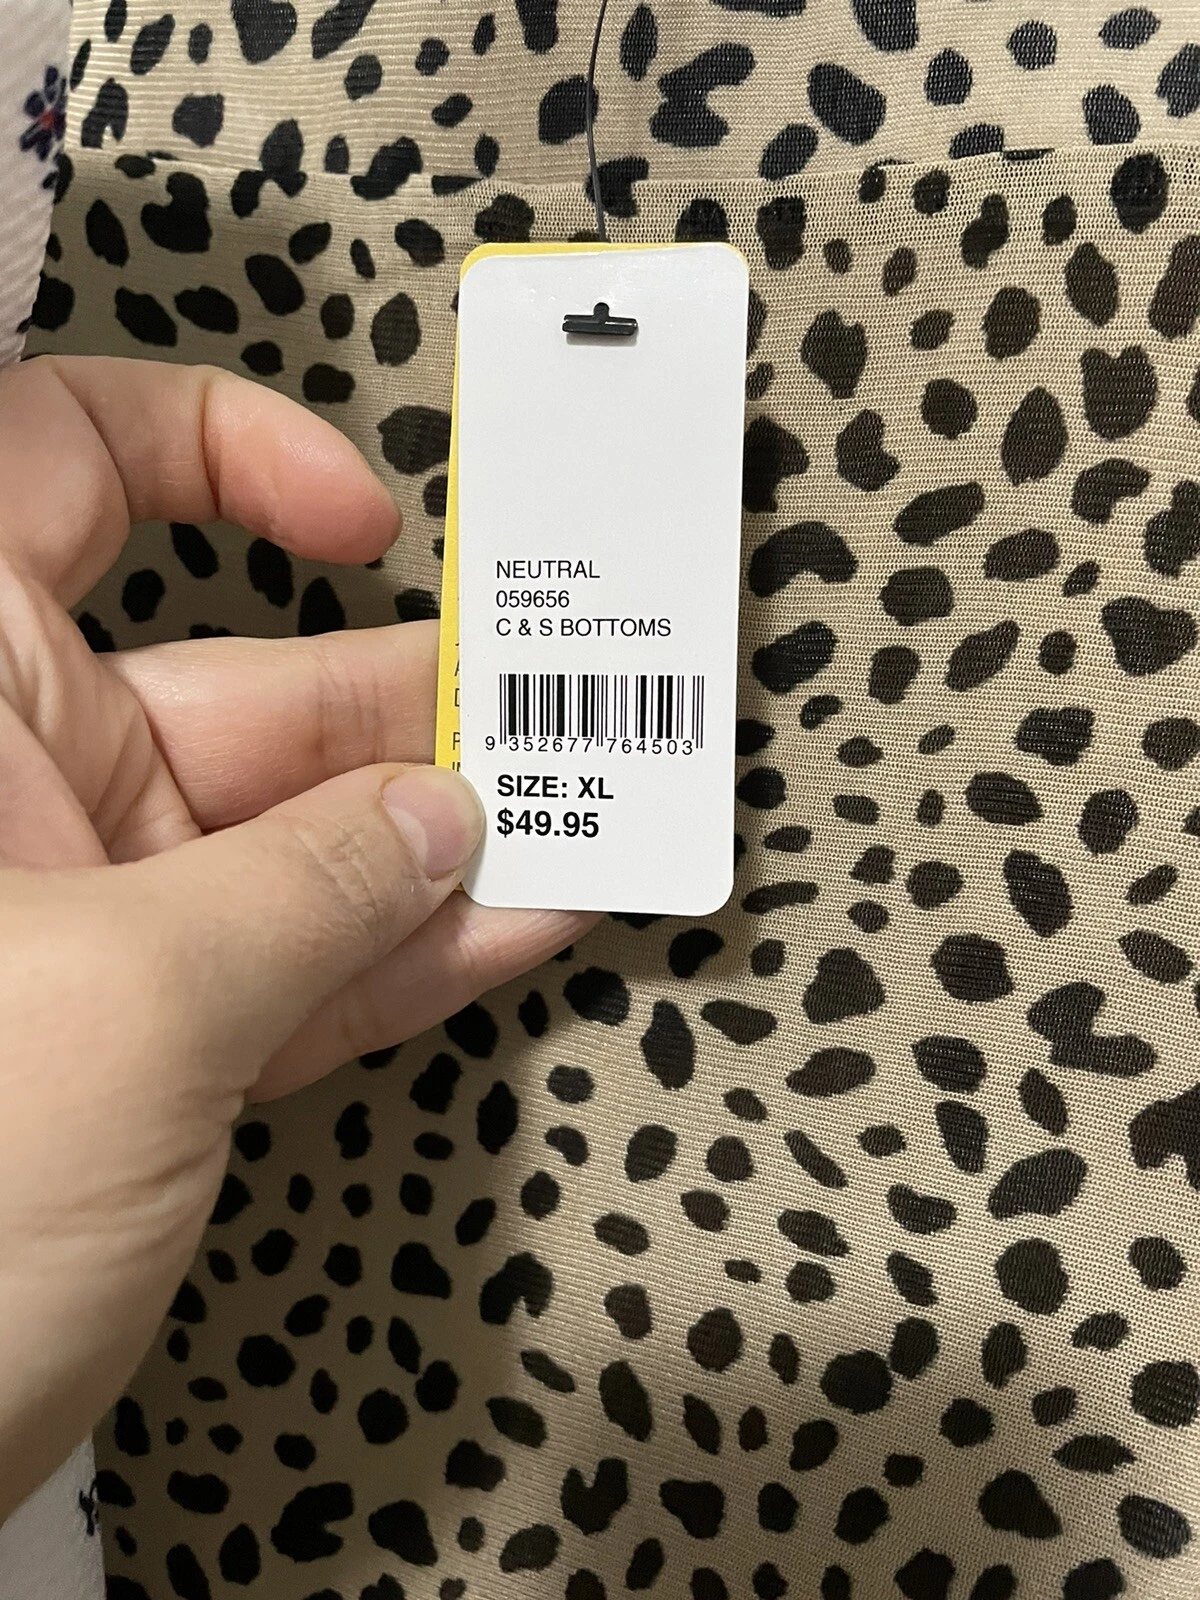 NEUTRAL
059656
C & S BOTTOMS
9 352677 764503
SIZE: XL
$49.95